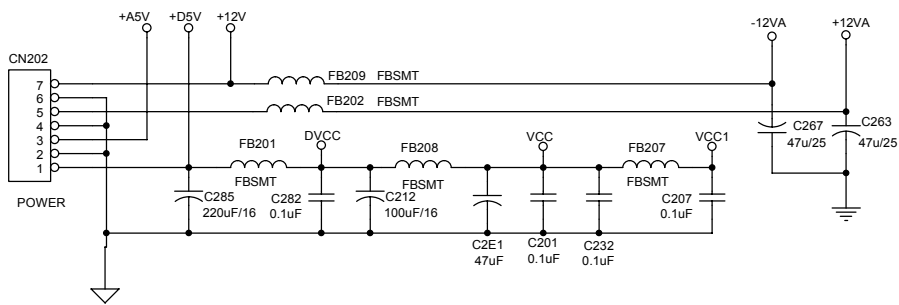 +A5V
+D5V
+12V
-12VA
+12VA
CN202
7
6
5
4
3
2
1
POWER
FB209 FBSMT
FB202 FBSMT
C267
47u/25
C263
47u/25
FB201
FBSMT
DVCC
FB208
FBSMT
VCC
FB207
FBSMT
VCC1
C285
220uF/16
C282
0.1uF
C212
100uF/16
C2E1
47uF
C201
0.1uF
C232
0.1uF
C207
0.1uF